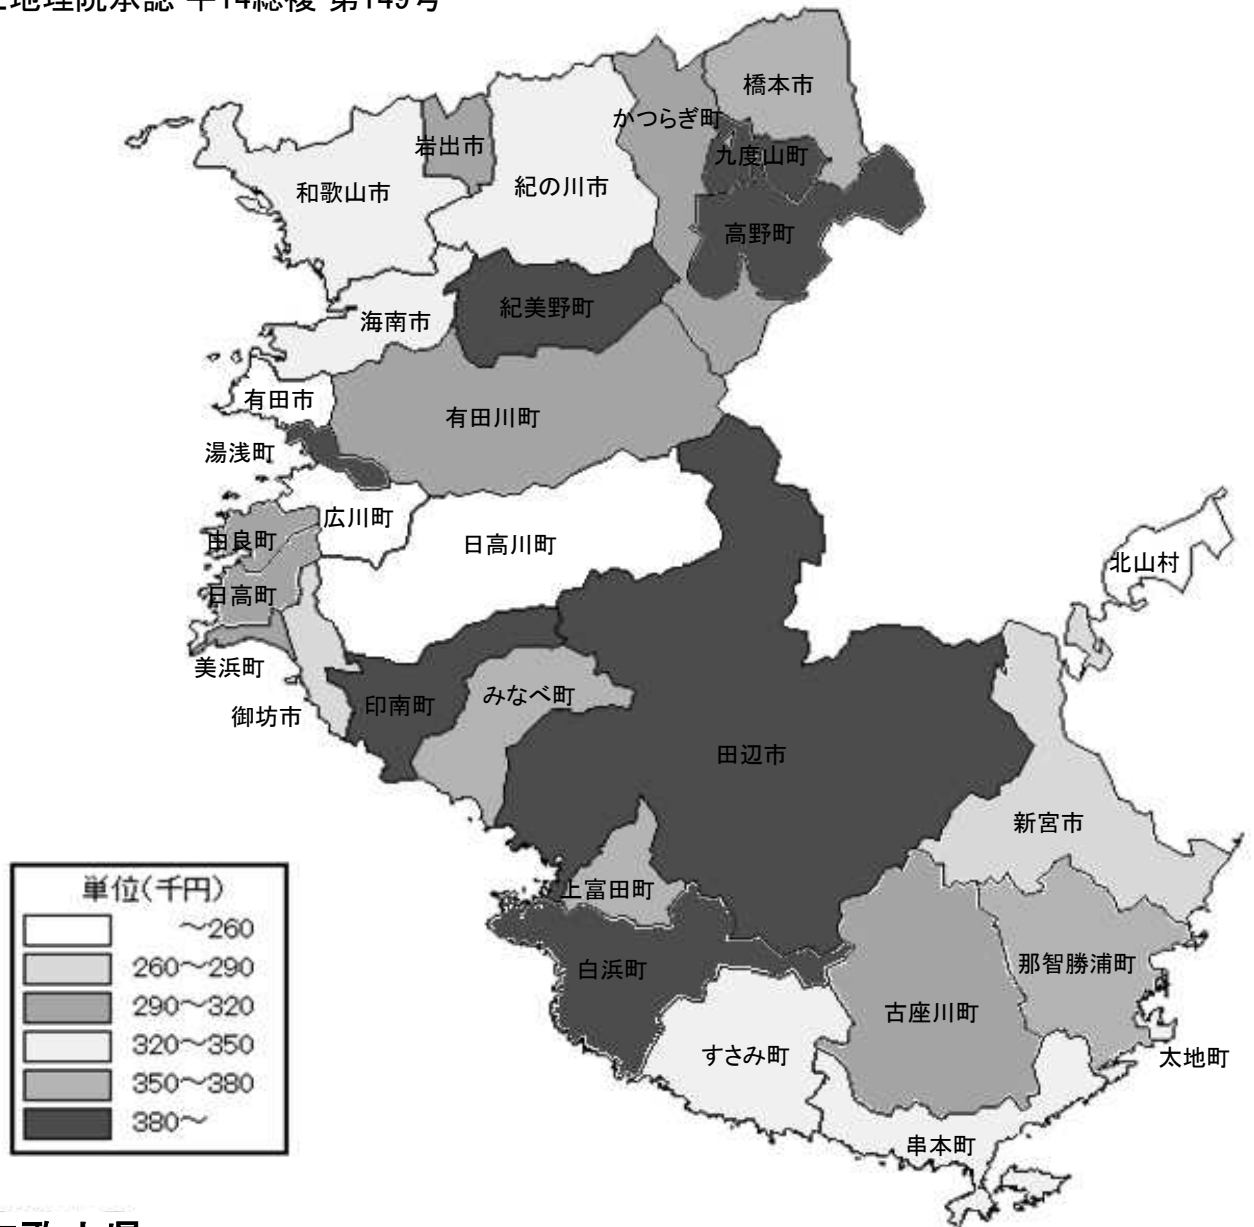 地理院承認 平14総複 第149号
橋本市
かつらぎ町
岩出市
九度山町
和歌山市
紀の川市
高野町
紀美野町
海南市
有田市
有田川町
湯浅町
広川町
由良町
日高川町
北山村
日高町
美浜町
みなべ町
印南町
御坊市
田辺市
新宮市
上富田町
白浜町
那智勝浦町
古座川町
すさみ町
太地町
串本町
単位(千円)
～260
260～290
290～320
320～350
350～380
380～